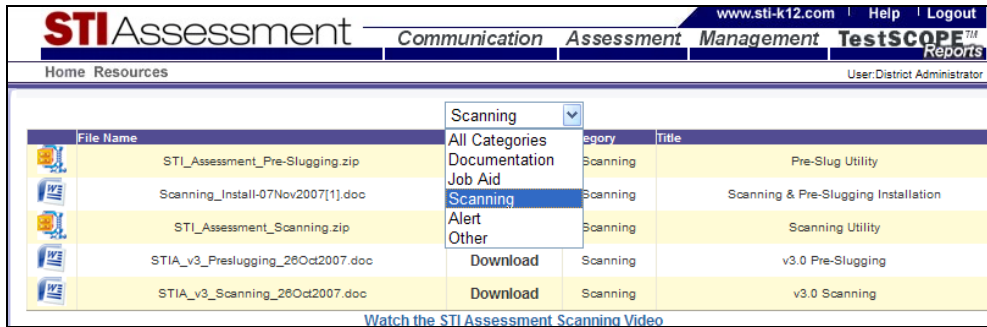 www.sti-k12.com | Help | Logout
STIAssessment Communication Assessment Management TestSCOPE™ Reports
Home Resources User:District Administrator
Scanning
File Name egory Title
All Categories
STI_Assessment_Pre-Slugging.zip Documentation Scanning Pre-Slug Utility
Job Aid
Scanning_Install-07Nov2007[1].doc Scanning Scanning Scanning & Pre-Slugging Installation
Alert
STI_Assessment_Scanning.zip Other Scanning Scanning Utility
STIA_v3_Preslugging_26Oct2007.doc Download Scanning v3.0 Pre-Slugging
STIA_v3_Scanning_26Oct2007.doc Download Scanning v3.0 Scanning
Watch the STI Assessment Scanning Video